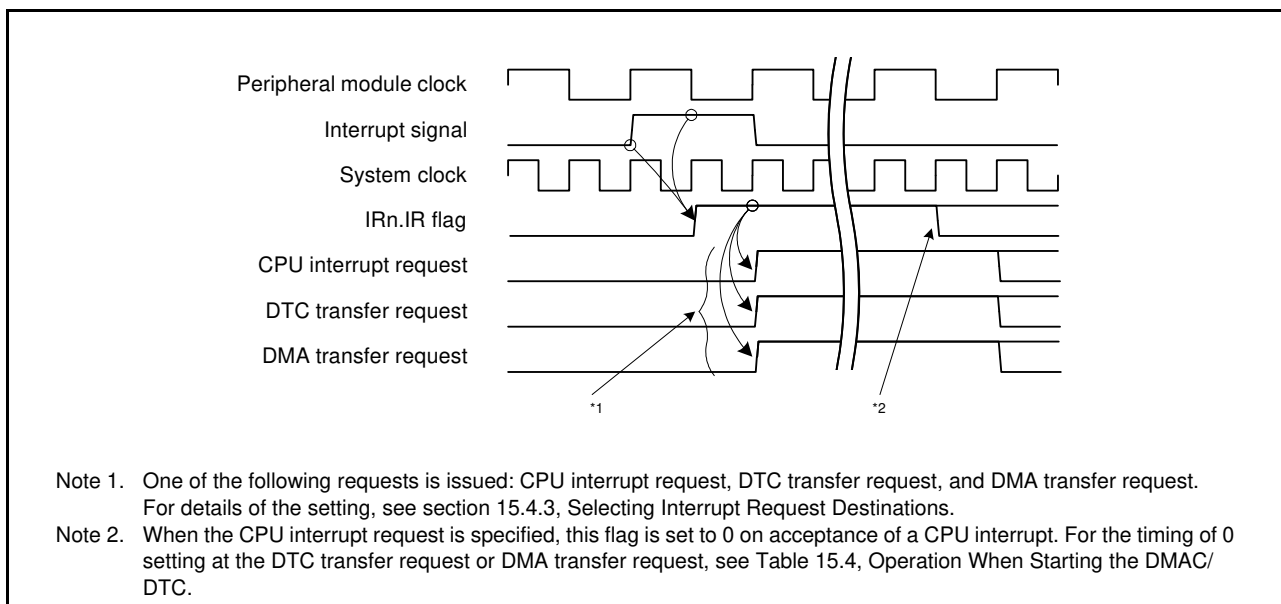 Peripheral module clock
Interrupt signal
System clock
IRn.IR flag
CPU interrupt request
DTC transfer request
DMA transfer request
*1
*2
Note 1. One of the following requests is issued: CPU interrupt request, DTC transfer request, and DMA transfer request.
For details of the setting, see section 15.4.3, Selecting Interrupt Request Destinations.
Note 2. When the CPU interrupt request is specified, this flag is set to 0 on acceptance of a CPU interrupt. For the timing of 0
setting at the DTC transfer request or DMA transfer request, see Table 15.4, Operation When Starting the DMAC/
DTC.